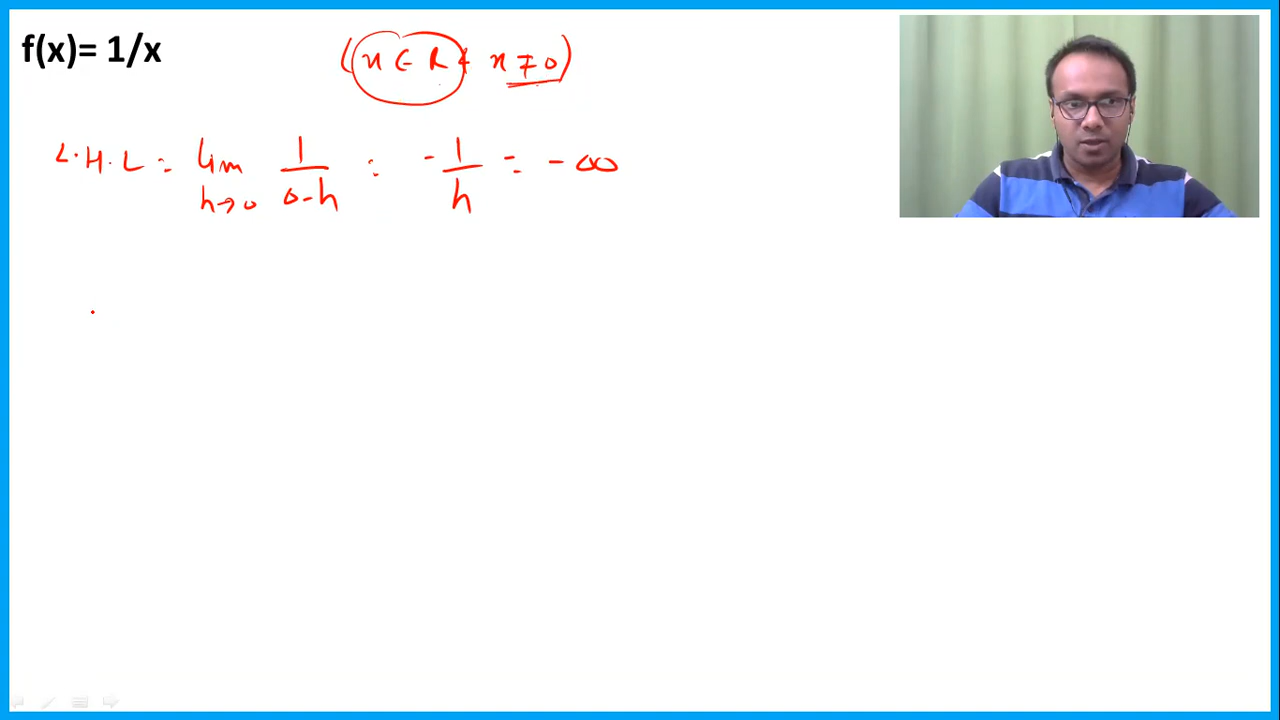 f(x)= 1/x (x ∈ R & x ≠ 0)
L.H.L = lim h→0 1/(0-h) = -1/h = -∞